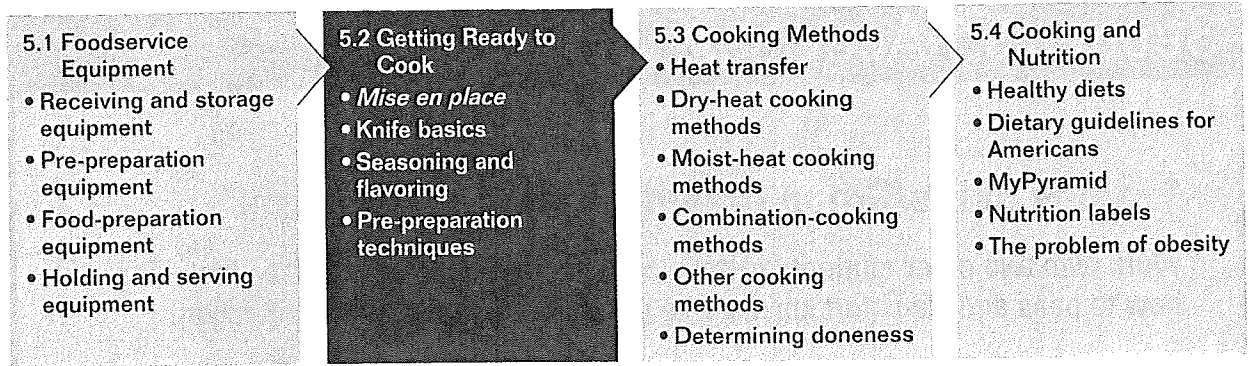 5.1 Foodservice
Equipment
• Receiving and storage
equipment
• Pre-preparation
equipment
• Food-preparation
equipment
• Holding and serving
equipment
5.2 Getting Ready to
Cook
• Mise en place
• Knife basics
• Seasoning and
flavoring
• Pre-preparation
techniques
5.3 Cooking Methods
• Heat transfer
• Dry-heat cooking
methods
• Moist-heat cooking
methods
• Combination-cooking
methods
• Other cooking
methods
• Determining doneness
5.4 Cooking and
Nutrition
• Healthy diets
• Dietary guidelines for
Americans
• MyPyramid
• Nutrition labels
• The problem of obesity